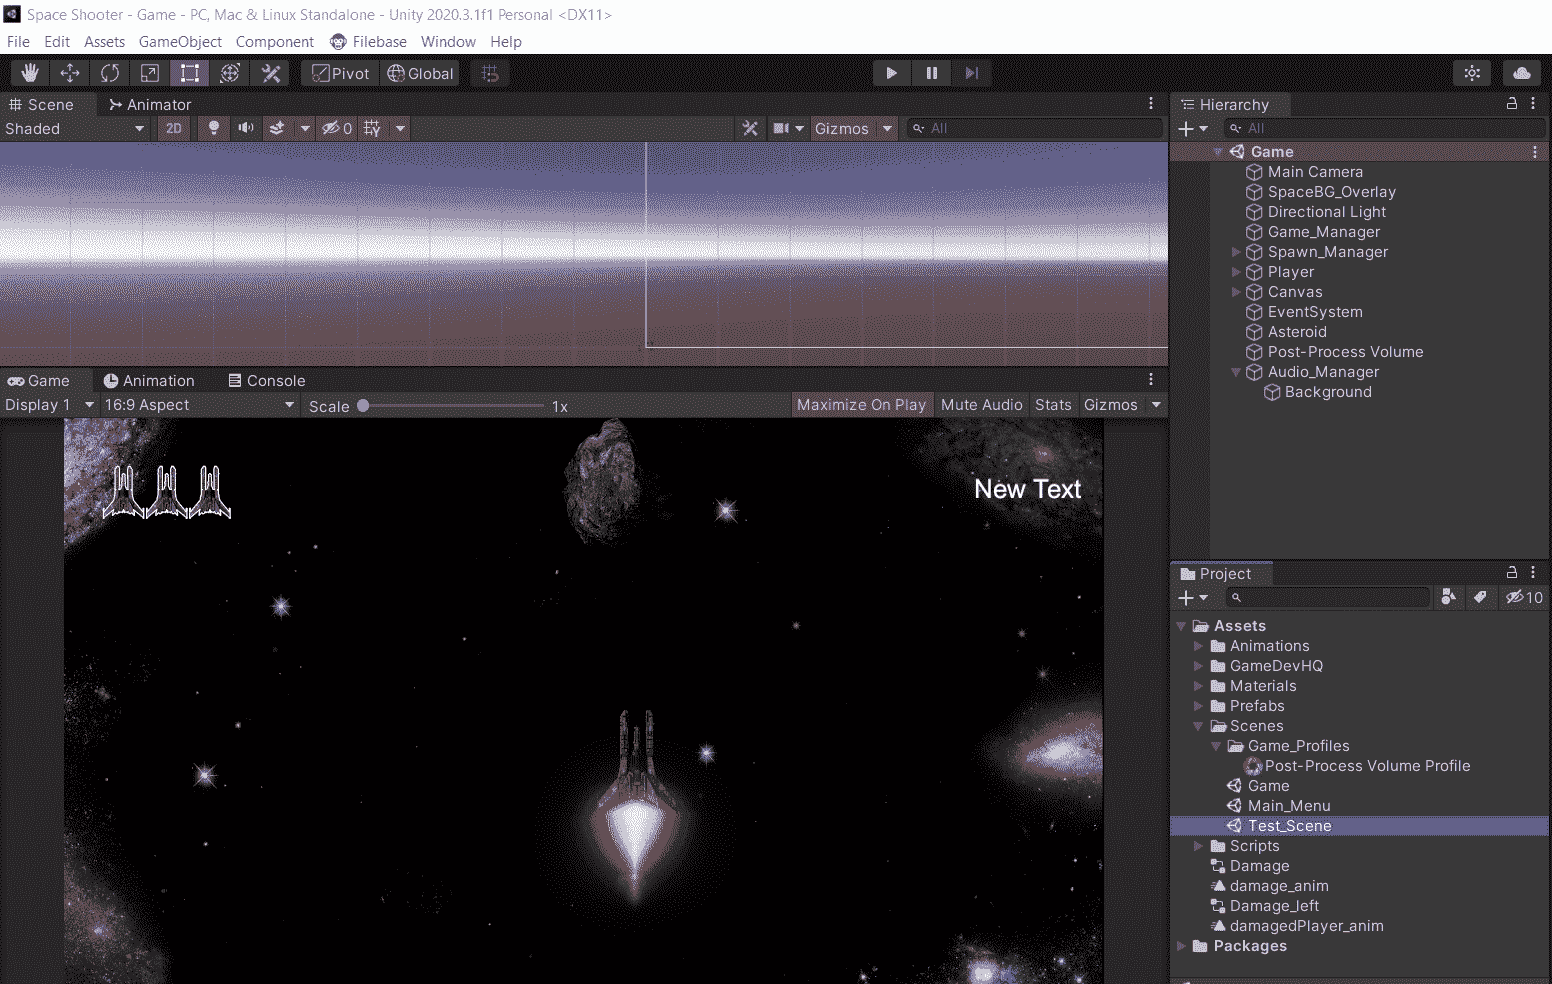 Space Shooter - Game - PC, Mac & Linux Standalone - Unity 2020.3.1f1 Personal <DX11>
File Edit Assets GameObject Component Filebase Window Help
Pivot Global
Scene Animator
Shaded 2D 0 Gizmos All
Game Animation Console
Display 1 16:9 Aspect Scale 1x Maximize On Play Mute Audio Stats Gizmos
New Text
Hierarchy
All
Game
Main Camera
SpaceBG_Overlay
Directional Light
Game_Manager
Spawn_Manager
Player
Canvas
EventSystem
Asteroid
Post-Process Volume
Audio_Manager
Background
Project
10
Assets
Animations
GameDevHQ
Materials
Prefabs
Scenes
Game_Profiles
Post-Process Volume Profile
Game
Main_Menu
Test_Scene
Scripts
Damage
damage_anim
Damage_left
damagedPlayer_anim
Packages